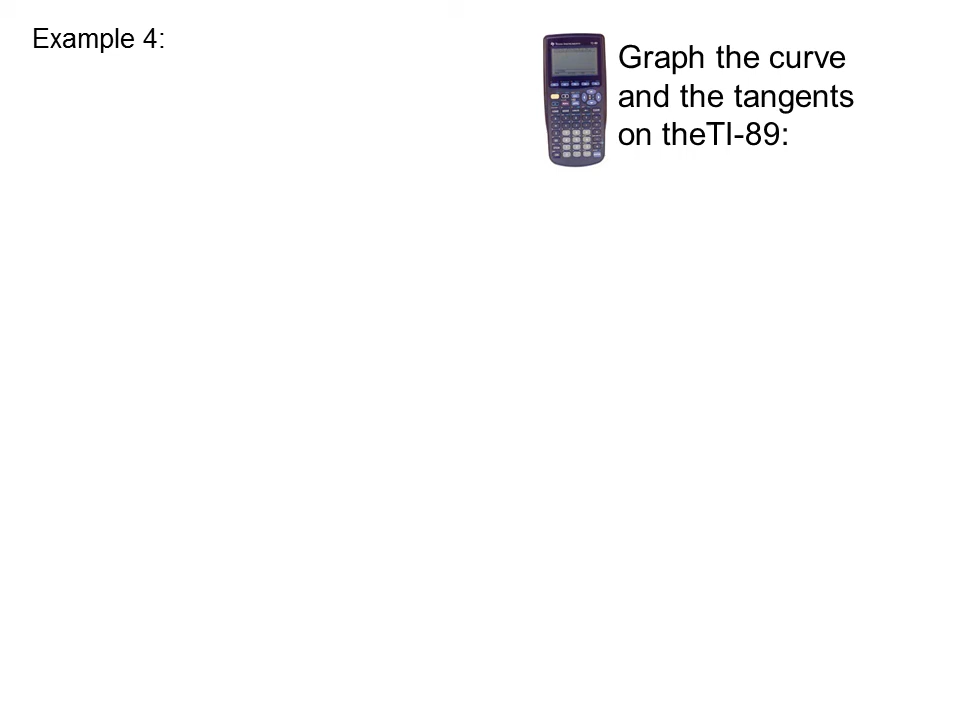 Example 4:
Graph the curve
and the tangents
on theTI-89: